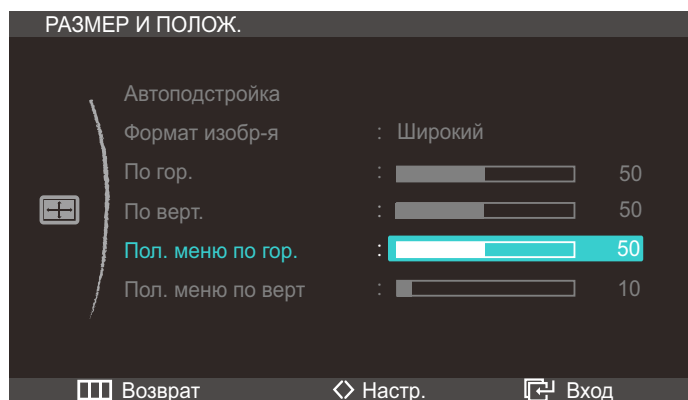 РАЗМЕР И ПОЛОЖ.
Автоподстройка
Формат изобр-я : Широкий
По гор. : 50
По верт. : 50
Пол. меню по гор. : 50
Пол. меню по верт : 10
Возврат Настр. Вход